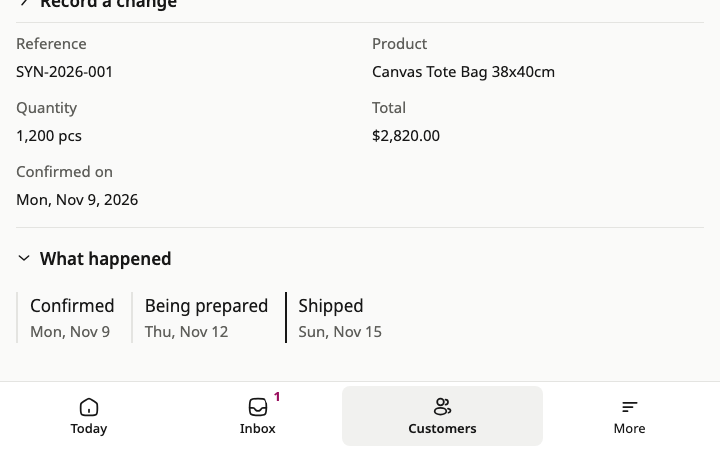 Record a change
Reference
SYN-2026-001
Product
Canvas Tote Bag 38x40cm
Quantity
1,200 pcs
Total
$2,820.00
Confirmed on
Mon, Nov 9, 2026
What happened
Confirmed
Mon, Nov 9
Being prepared
Thu, Nov 12
Shipped
Sun, Nov 15
Today
Inbox
1
Customers
More